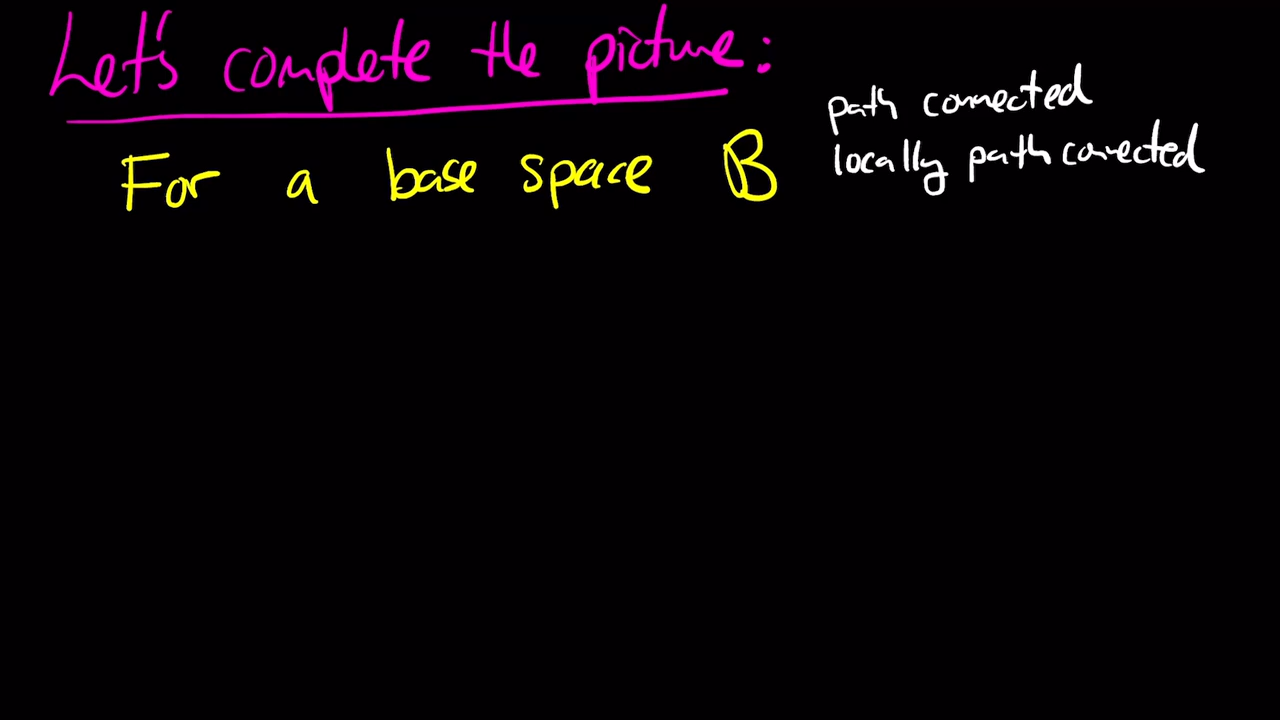 Let's complete the picture:
path connected
locally path connected
For a base space B